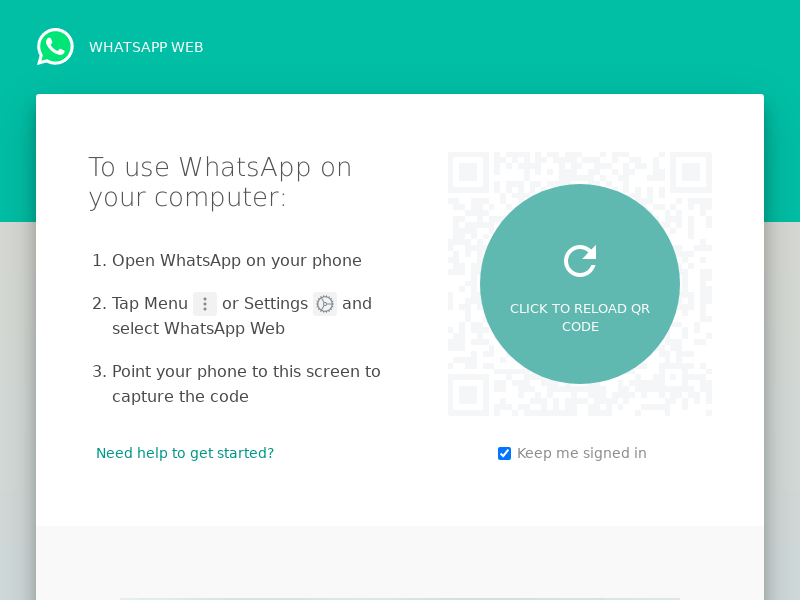 WHATSAPP WEB
To use WhatsApp on
your computer:
1. Open WhatsApp on your phone
2. Tap Menu or Settings and
select WhatsApp Web
3. Point your phone to this screen to
capture the code
Need help to get started?
CLICK TO RELOAD QR
CODE
Keep me signed in